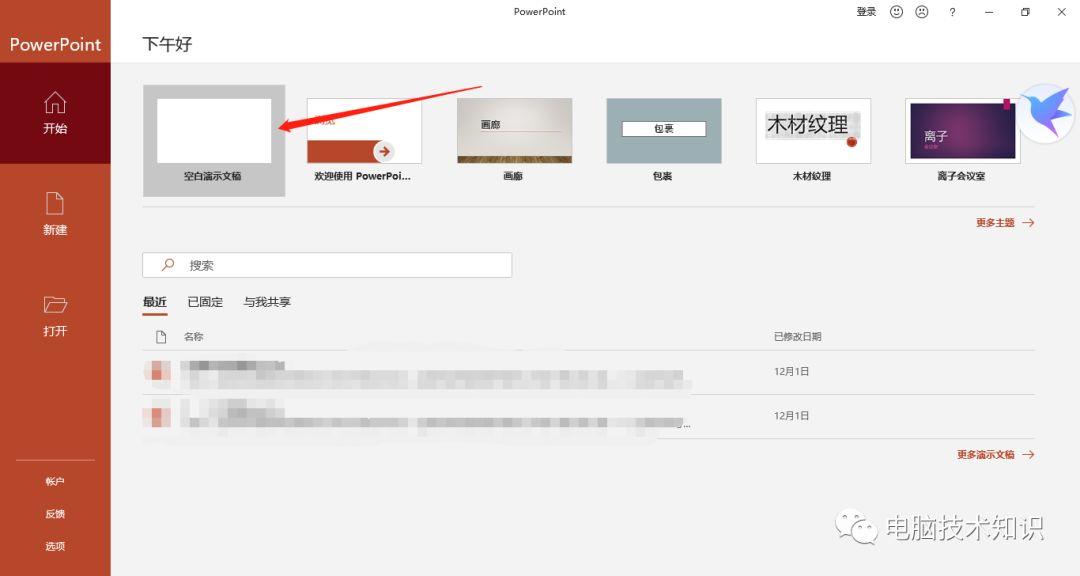 PowerPoint
登录
?
PowerPoint
下午好
开始
新建
打开
帐户
反馈
选项
空白演示文稿
欢迎使用 PowerPoi...
画廊
画廊
包裹
包裹
木材纹理
木材纹理
离子
离子会议室
更多主题
搜索
最近
已固定
与我共享
名称
已修改日期
12月1日
12月1日
更多演示文稿
电脑技术知识